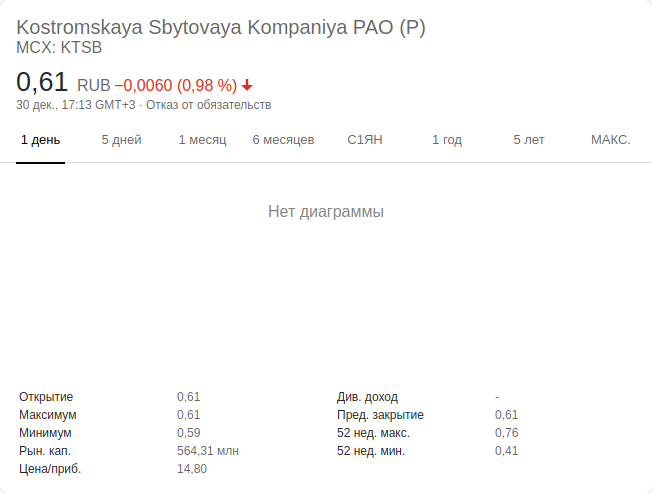 Kostromskaya Sbytovaya Kompaniya PAO (P)
MCX: KTSB
0,61 RUB −0,0060 (0,98 %)
30 дек., 17:13 GMT+3 · Отказ от обязательств
1 день 5 дней 1 месяц 6 месяцев С1ЯН 1 год 5 лет МАКС.
Нет диаграммы
Открытие 0,61 Див. доход -
Максимум 0,61 Пред. закрытие 0,61
Минимум 0,59 52 нед. макс. 0,76
Рын. кап. 564,31 млн 52 нед. мин. 0,41
Цена/приб. 14,80